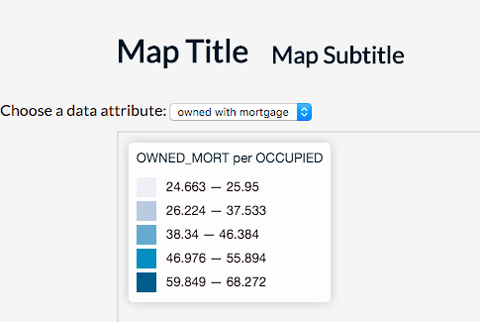 Map Title Map Subtitle
Choose a data attribute: owned with mortgage
OWNED_MORT per OCCUPIED
24.663 — 25.95
26.224 — 37.533
38.34 — 46.384
46.976 — 55.894
59.849 — 68.272